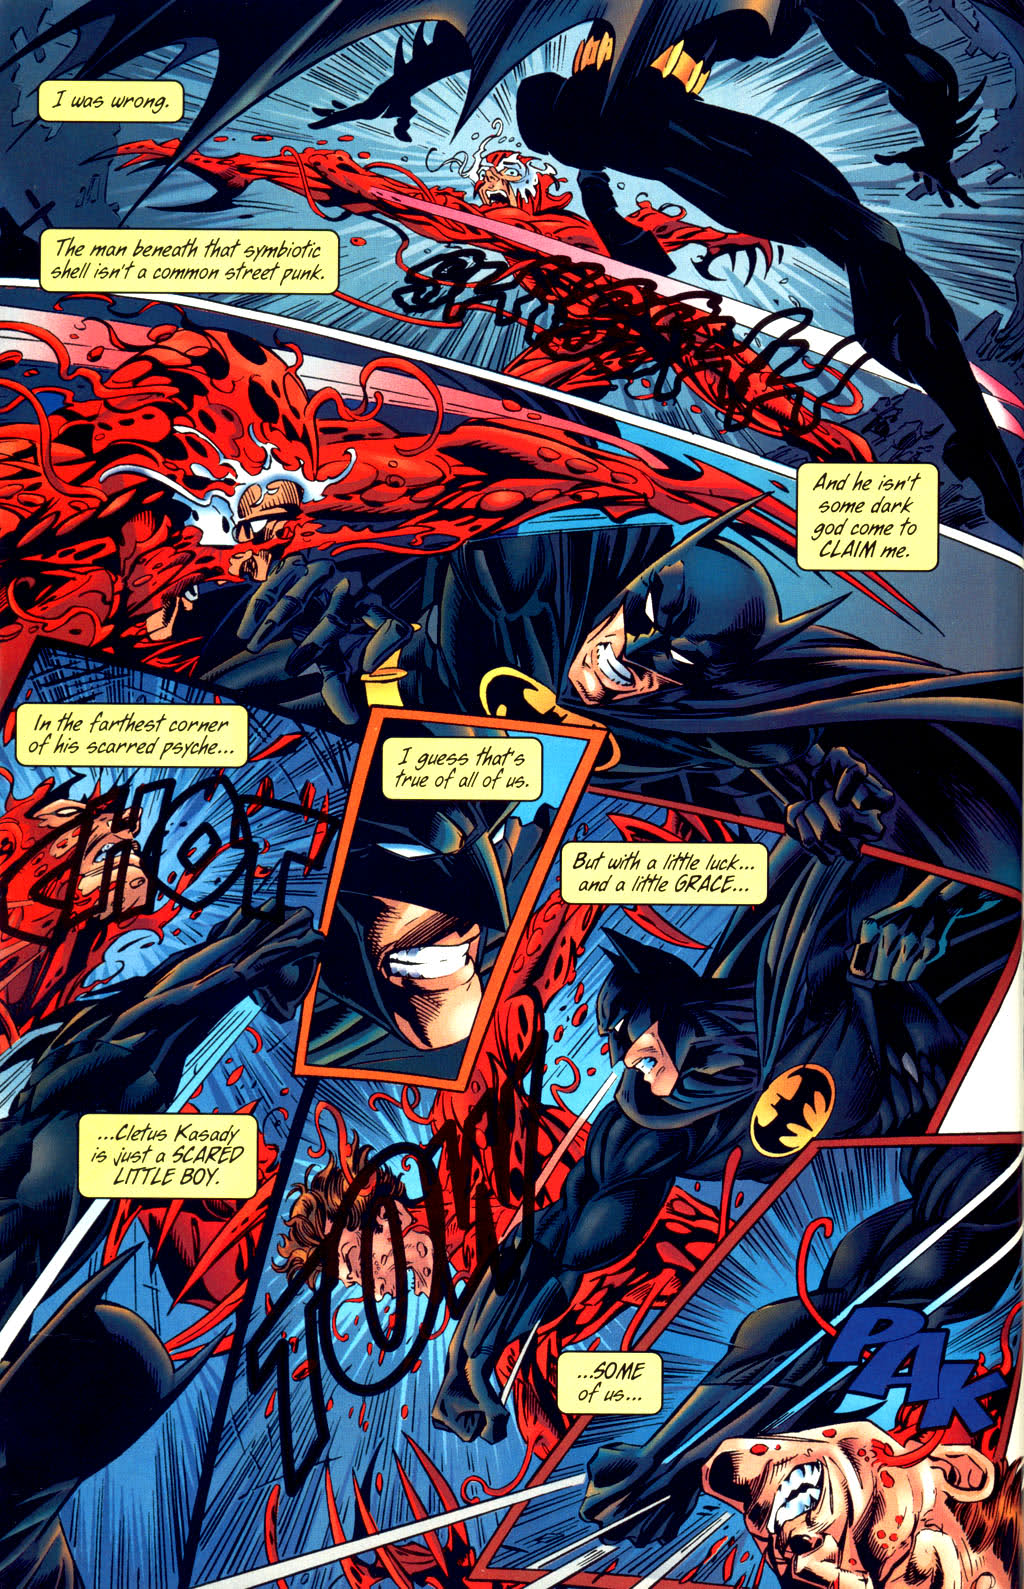 I was wrong.
The man beneath that symbiotic
shell isn't a common street punk.
And he isn't
some dark
god come to
CLAIM me.
In the farthest corner
of his scarred psyche...
I guess that's
true of all of us.
But with a little luck...
and a little GRACE...
...Cletus Kasady
is just a SCARED
LITTLE BOY.
...SOME
of us...
PAK